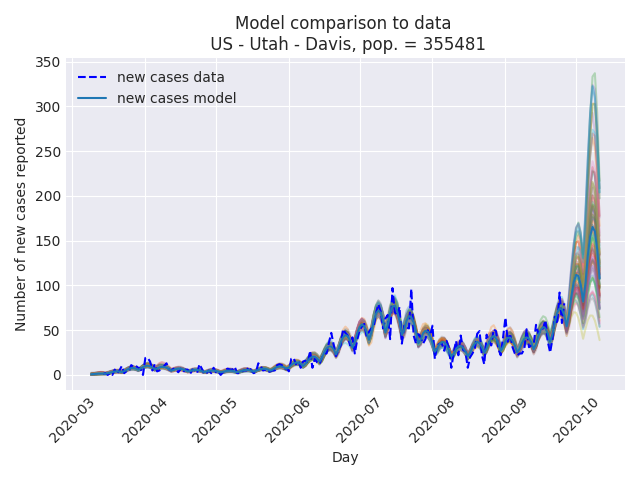 Model comparison to data
US - Utah - Davis, pop. = 355481
new cases data
new cases model
Number of new cases reported
350
300
250
200
150
100
50
0
2020-03
2020-04
2020-05
2020-06
2020-07
2020-08
2020-09
2020-10
Day